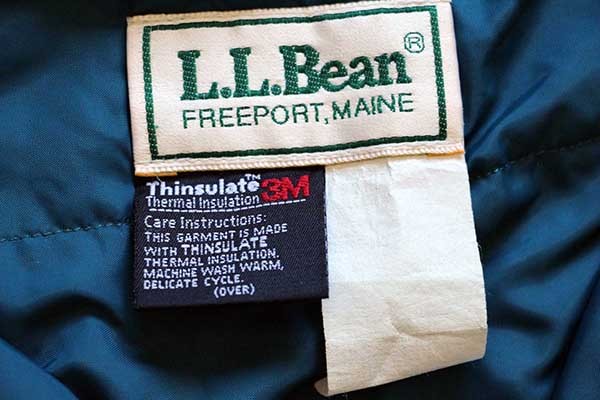 L.L.Bean®
FREEPORT, MAINE
Thinsulate™ 3M
Thermal Insulation
Care Instructions:
THIS GARMENT IS MADE
WITH THINSULATE
THERMAL INSULATION.
MACHINE WASH WARM,
DELICATE CYCLE.
(OVER)